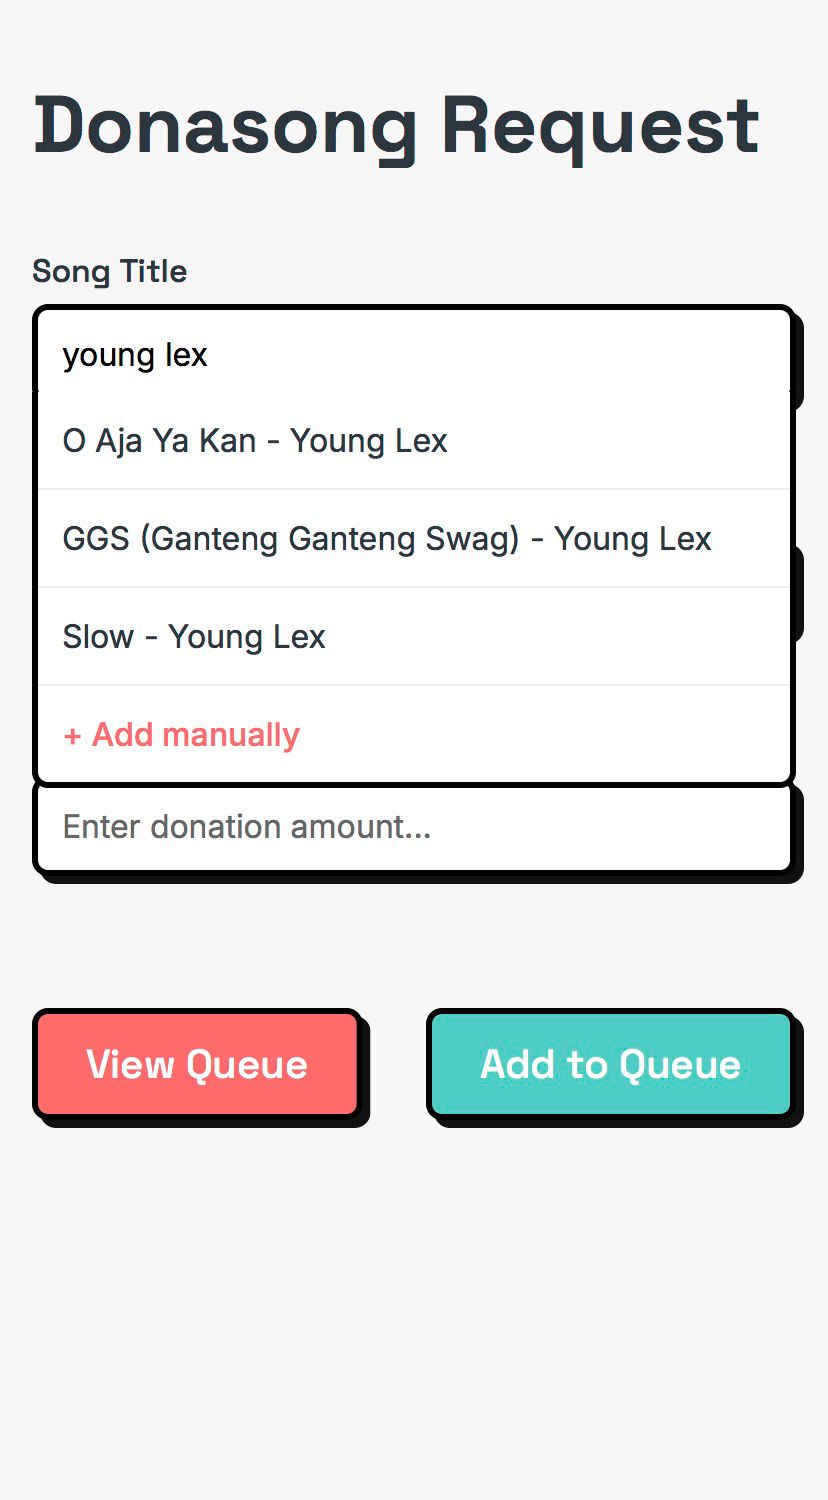 Donasong Request
Song Title
young lex
O Aja Ya Kan - Young Lex
GGS (Ganteng Ganteng Swag) - Young Lex
Slow - Young Lex
+ Add manually
Enter donation amount...
View Queue
Add to Queue